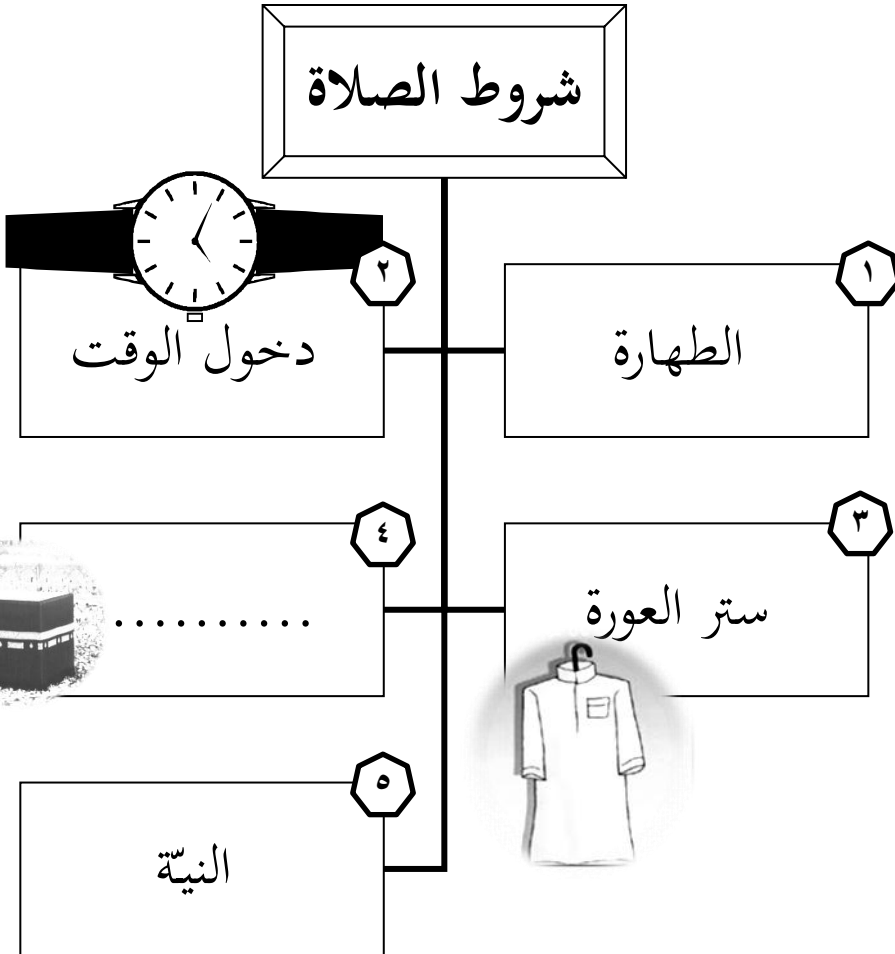 شروط الصلاة
١
الطهارة
٢
دخول الوقت
٣
ستر العورة
٤
..........
٥
النيّة